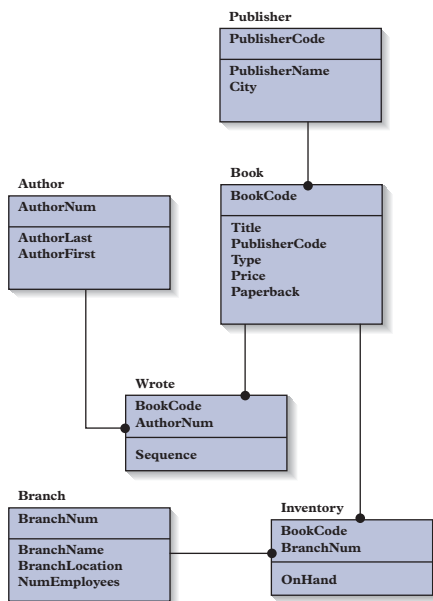 Publisher
PublisherCode
PublisherName
City
Book
BookCode
Title
PublisherCode
Type
Price
Paperback
Author
AuthorNum
AuthorLast
AuthorFirst
Wrote
BookCode
AuthorNum
Sequence
Branch
BranchNum
BranchName
BranchLocation
NumEmployees
Inventory
BookCode
BranchNum
OnHand